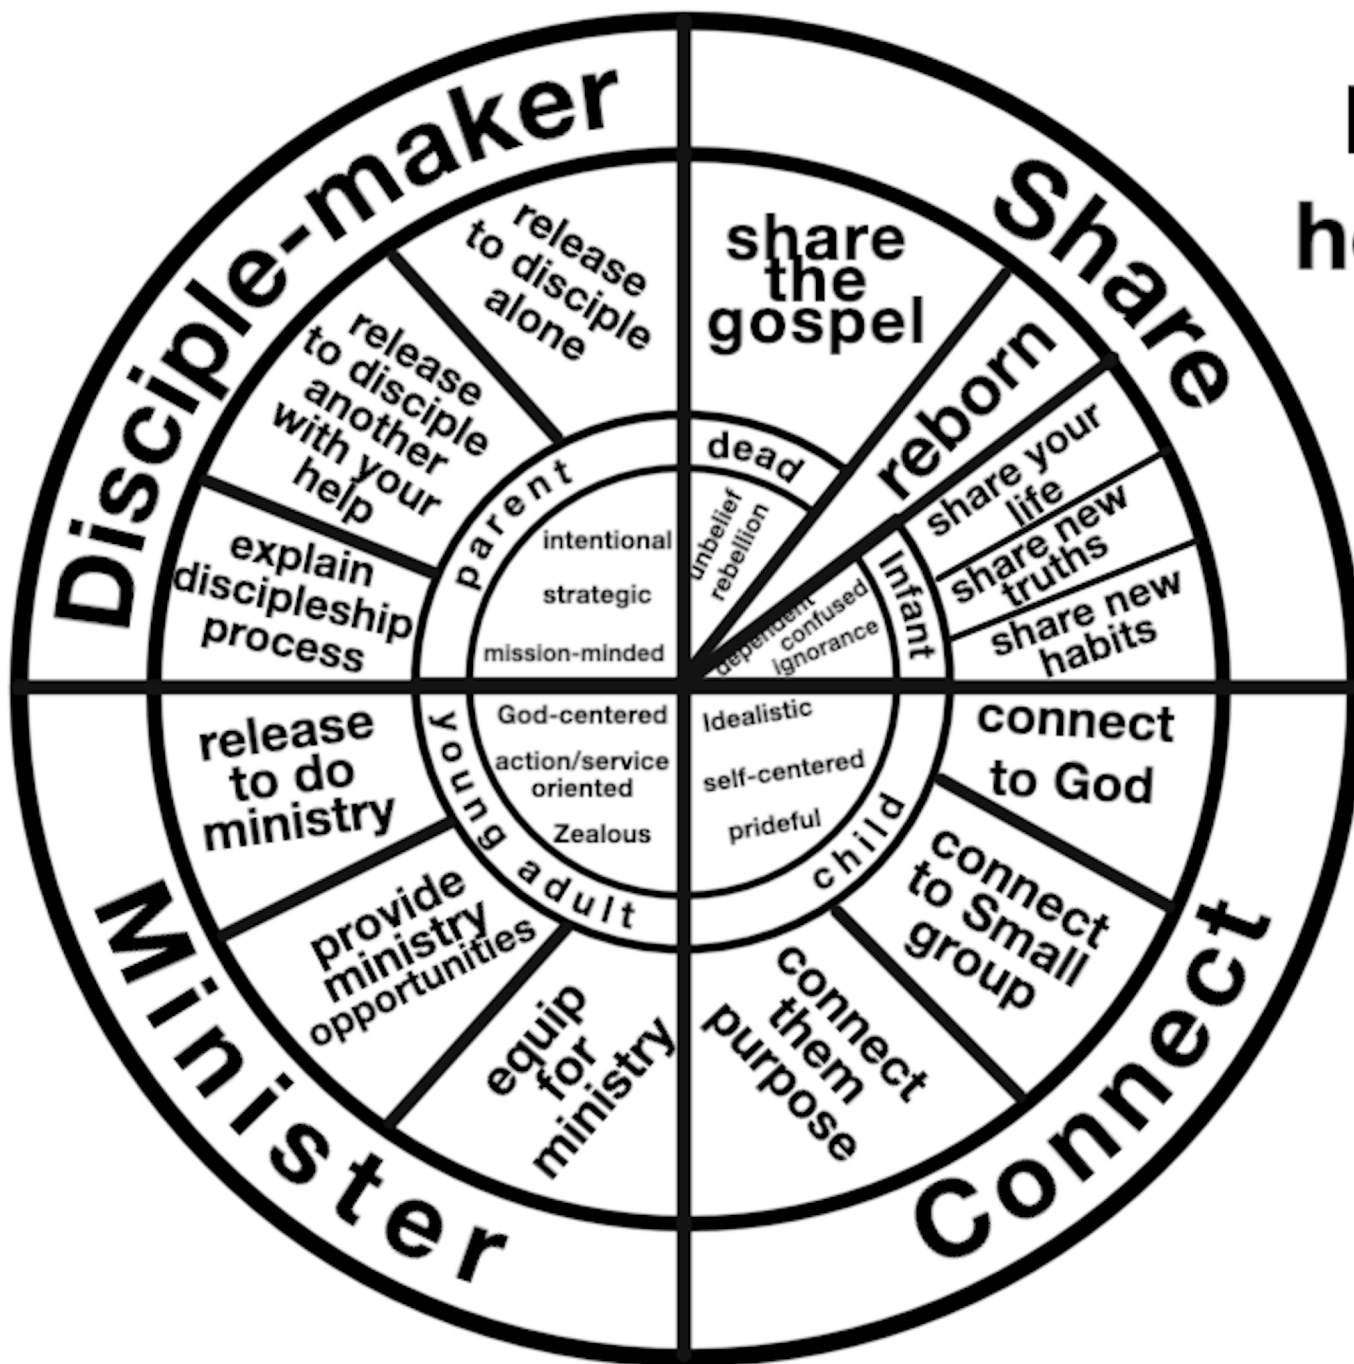 Disciple-maker
Share
release
to disciple
alone
release
to disciple
another
with your
help
explain
discipleship
process
parent
intentional
strategic
mission-minded
share
the
gospel
dead
unbelief
rebellion
reborn
share your
life
share new
truths
share new
habits
Infant
dependent
confused
ignorance
connect
to God
connect
to Small
group
connect
them
purpose
child
Idealistic
self-centered
prideful
Connect
release
to do
ministry
provide
ministry
opportunities
equip
for
ministry
young adult
God-centered
action/service
oriented
Zealous
Minister